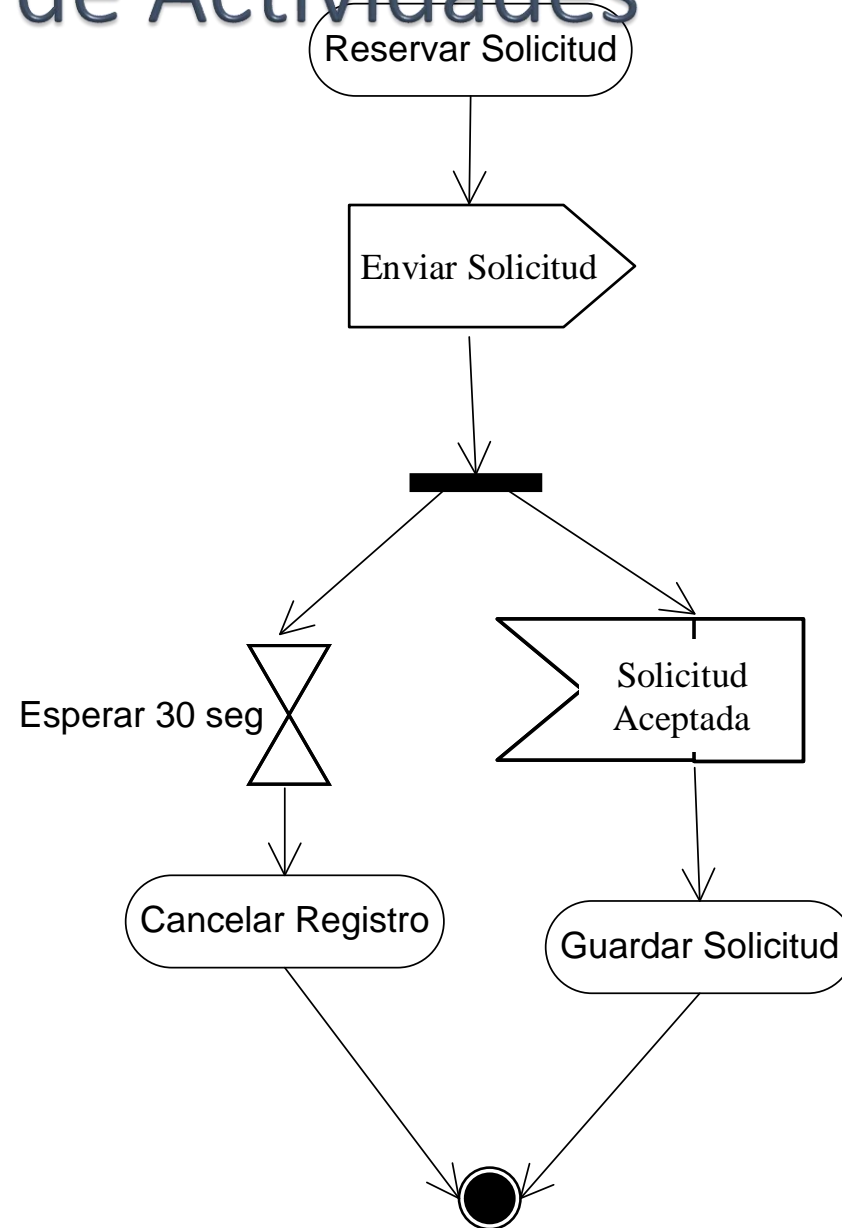 de Actividades
Reservar Solicitud
Enviar Solicitud
Esperar 30 seg
Solicitud
Aceptada
Cancelar Registro
Guardar Solicitud